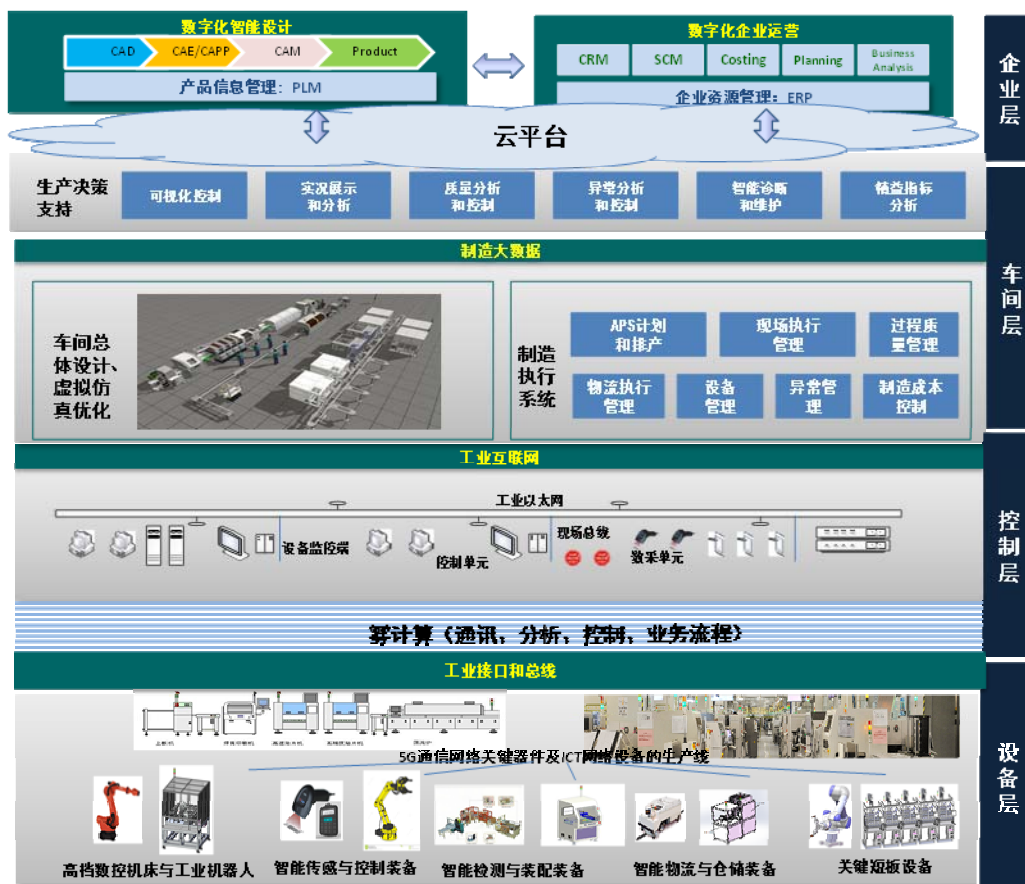 数字化智能设计
CAD
CAE/CAPP
CAM
Product
产品信息管理：PLM
数字化企业运营
CRM
SCM
Costing
Planning
Business
Analysis
企业资源管理：ERP
企业层
云平台
生产决策
支持
可视化控制
实况展示
和分析
质量分析
和控制
异常分析
和控制
智能诊断
和维护
精益指标
分析
车间层
制造大数据
车间总
体设计、
虚拟仿
真优化
制造
执行
系统
APS计划
和排产
现场执行
管理
过程质
量管理
物流执行
管理
设备
管理
异常管
理
制造成本
控制
工业互联网
控制层
工业以太网
设备监控端
控制单元
现场总线
数采单元
雾计算（通讯、分析、控制、业务流程）
工业接口和总线
设备层
5G通信网络关键器件及ICT网络设备的生产线
高档数控机床与工业机器人
智能传感与控制装备
智能检测与装配装备
智能物流与仓储装备
关键短板设备